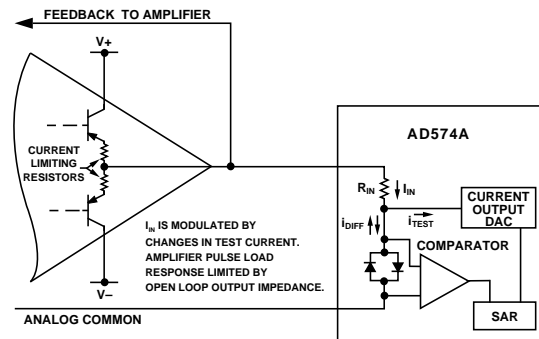 FEEDBACK TO AMPLIFIER
V+
CURRENT
LIMITING
RESISTORS
V–
I_IN IS MODULATED BY
CHANGES IN TEST CURRENT.
AMPLIFIER PULSE LOAD
RESPONSE LIMITED BY
OPEN LOOP OUTPUT IMPEDANCE.
ANALOG COMMON
AD574A
R_IN
I_IN
i_DIFF
i_TEST
CURRENT
OUTPUT
DAC
COMPARATOR
SAR